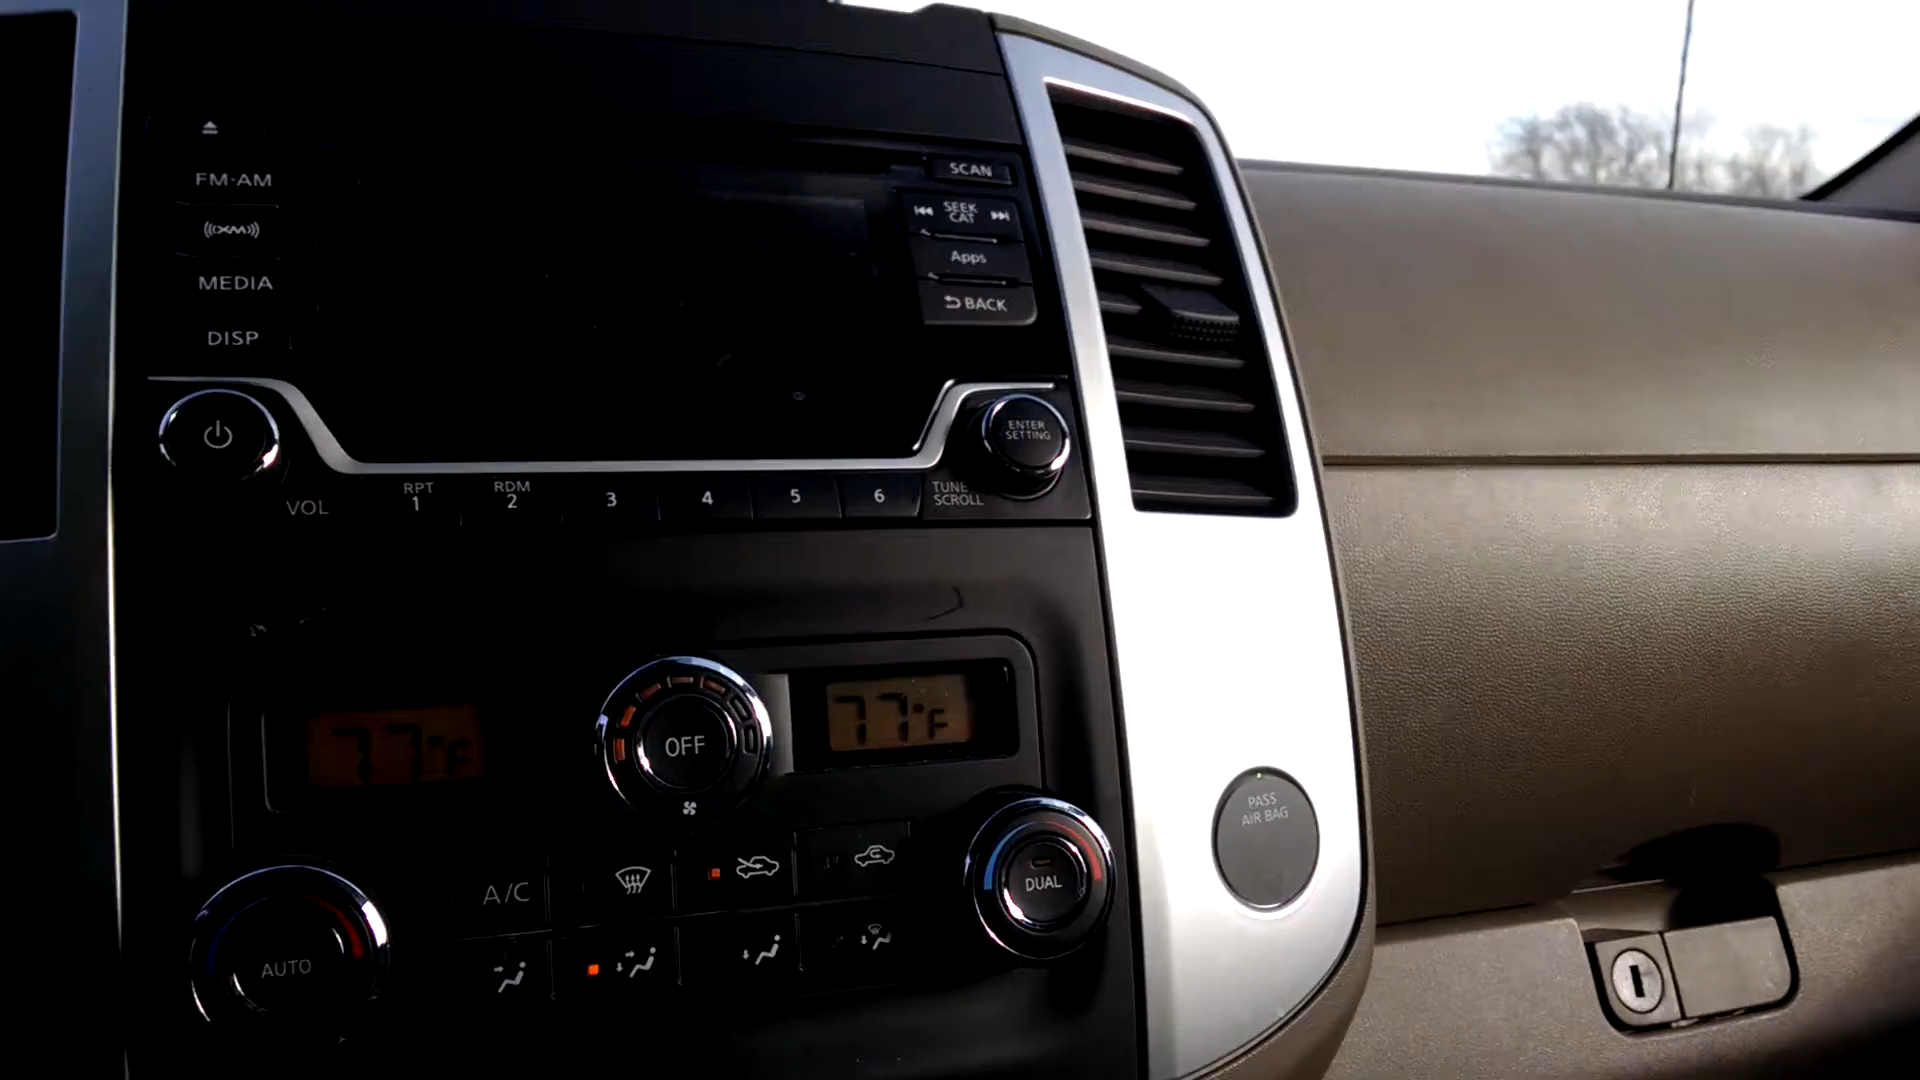 FM·AM
SCAN
SEEK
CAT
((XM))
Apps
MEDIA
BACK
DISP
ENTER
SETTING
VOL
RPT
1
RDM
2
3
4
5
6
TUNE
SCROLL
77°F
OFF
77°F
PASS
AIR BAG
A/C
DUAL
AUTO